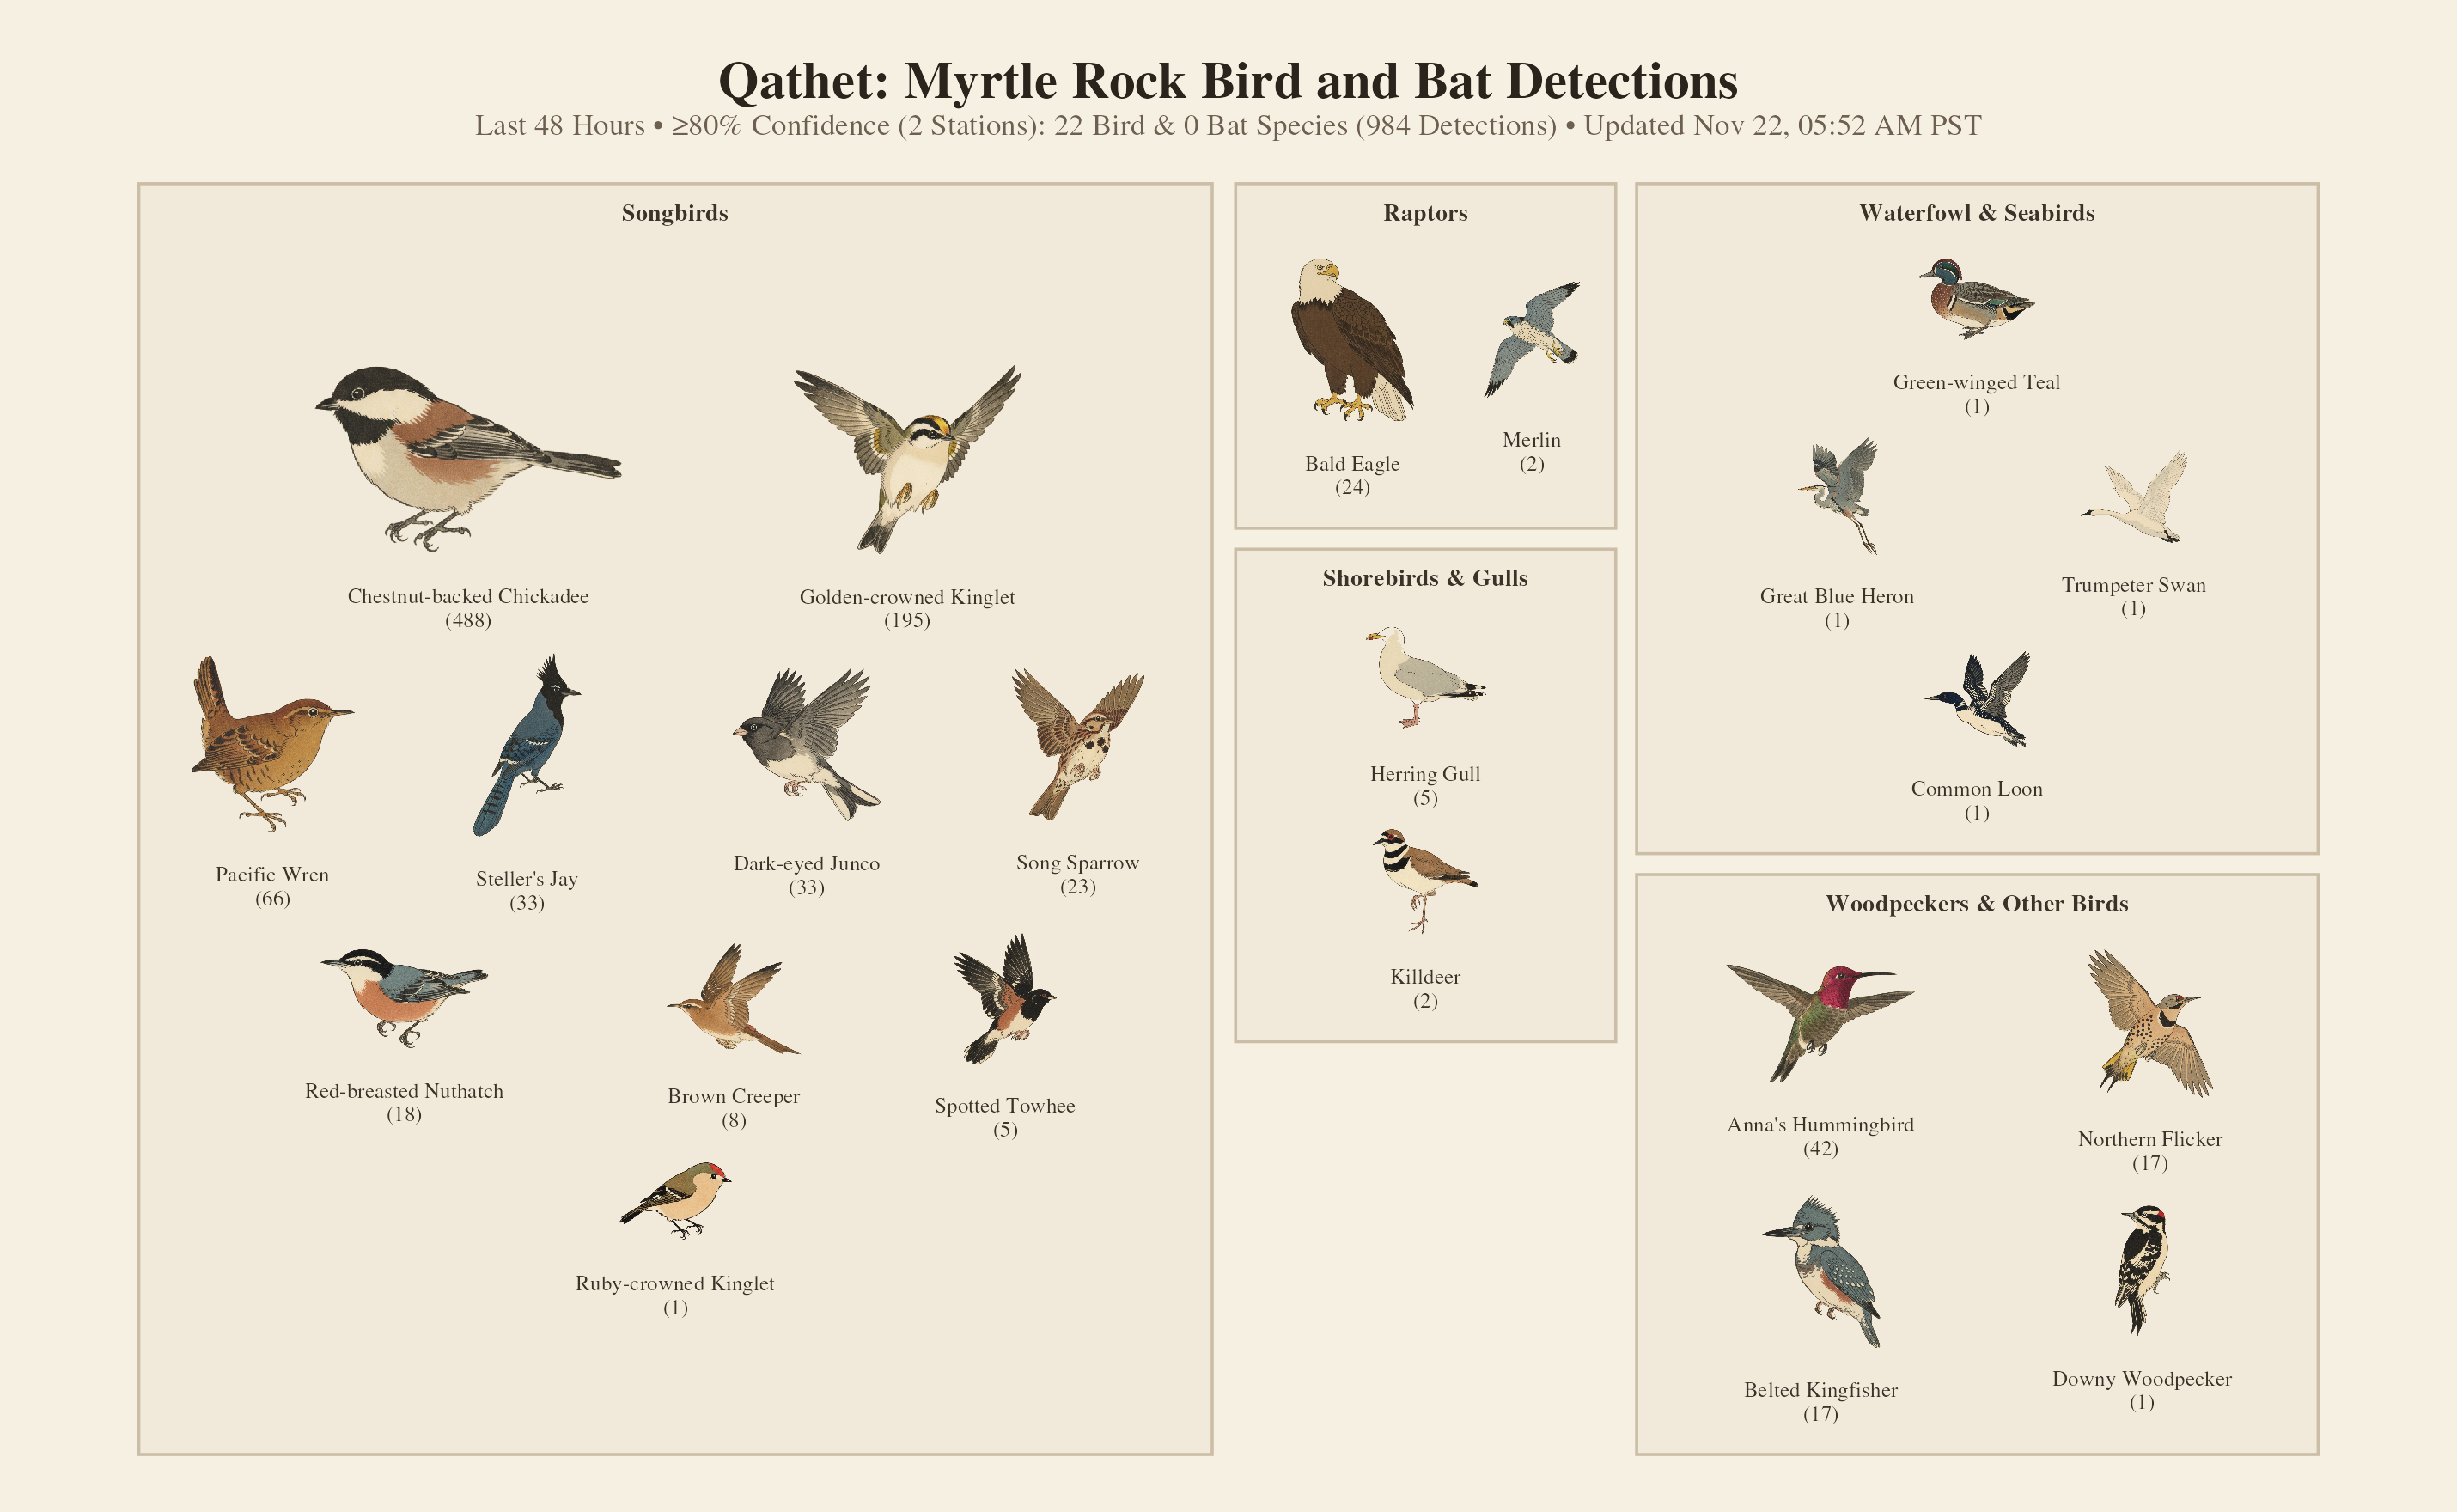 Qathet: Myrtle Rock Bird and Bat Detections
Last 48 Hours • ≥80% Confidence (2 Stations): 22 Bird & 0 Bat Species (984 Detections) • Updated Nov 22, 05:52 AM PST
Songbirds
Chestnut-backed Chickadee
(488)
Golden-crowned Kinglet
(195)
Pacific Wren
(66)
Steller's Jay
(33)
Dark-eyed Junco
(33)
Song Sparrow
(23)
Red-breasted Nuthatch
(18)
Brown Creeper
(8)
Spotted Towhee
(5)
Ruby-crowned Kinglet
(1)
Raptors
Bald Eagle
(24)
Merlin
(2)
Shorebirds & Gulls
Herring Gull
(5)
Killdeer
(2)
Waterfowl & Seabirds
Green-winged Teal
(1)
Great Blue Heron
(1)
Trumpeter Swan
(1)
Common Loon
(1)
Woodpeckers & Other Birds
Anna's Hummingbird
(42)
Northern Flicker
(17)
Belted Kingfisher
(17)
Downy Woodpecker
(1)